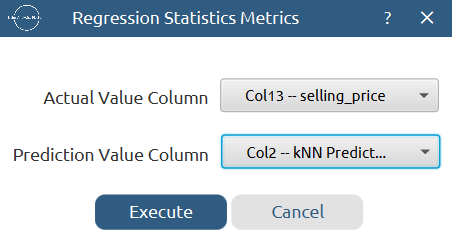 Regression Statistics Metrics ? ×
Actual Value Column Col13 -- selling_price
Prediction Value Column Col2 -- kNN Predict...
Execute Cancel